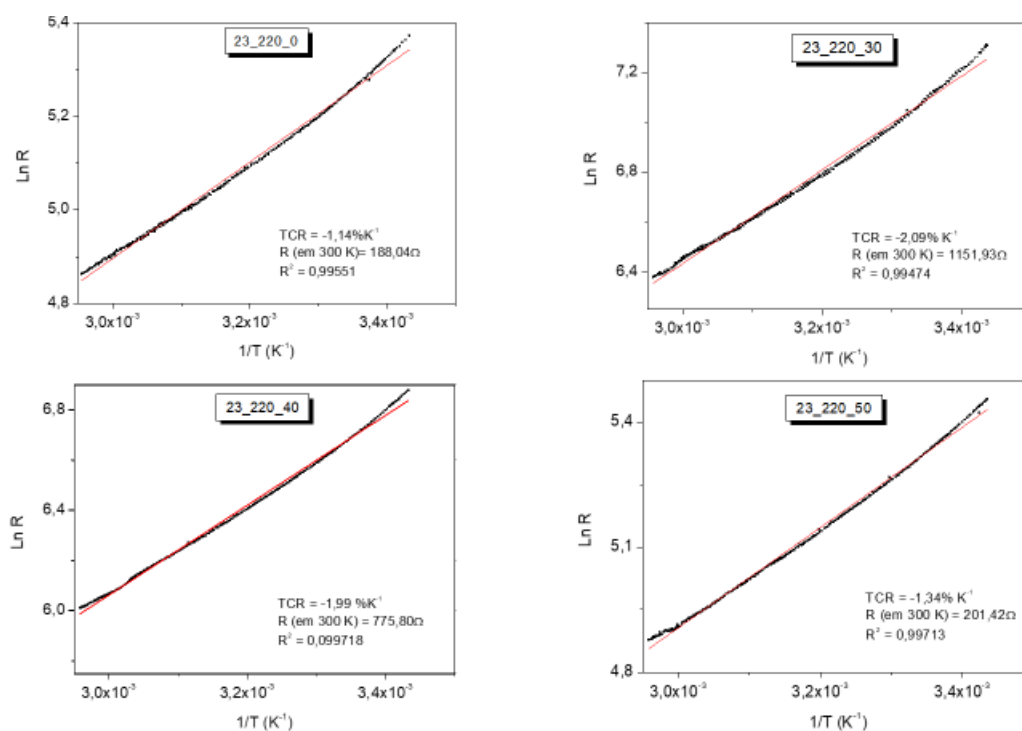 23_220_0
5,4
5,2
5,0
4,8
Ln R
TCR = -1,14%K⁻¹
R (em 300 K)= 188,04Ω
R² = 0,99551
3,0x10⁻³
3,2x10⁻³
3,4x10⁻³
1/T (K⁻¹)
23_220_30
7,2
6,8
6,4
Ln R
TCR = -2,09% K⁻¹
R (em 300 K) = 1151,93Ω
R² = 0,99474
3,0x10⁻³
3,2x10⁻³
3,4x10⁻³
1/T (K⁻¹)
23_220_40
6,8
6,4
6,0
Ln R
TCR = -1,99 %K⁻¹
R (em 300 K) = 775,80Ω
R² = 0,099718
3,0x10⁻³
3,2x10⁻³
3,4x10⁻³
1/T (K⁻¹)
23_220_50
5,4
5,1
4,8
Ln R
TCR = -1,34% K⁻¹
R (em 300 K) = 201,42Ω
R² = 0,99713
3,0x10⁻³
3,2x10⁻³
3,4x10⁻³
1/T (K⁻¹)